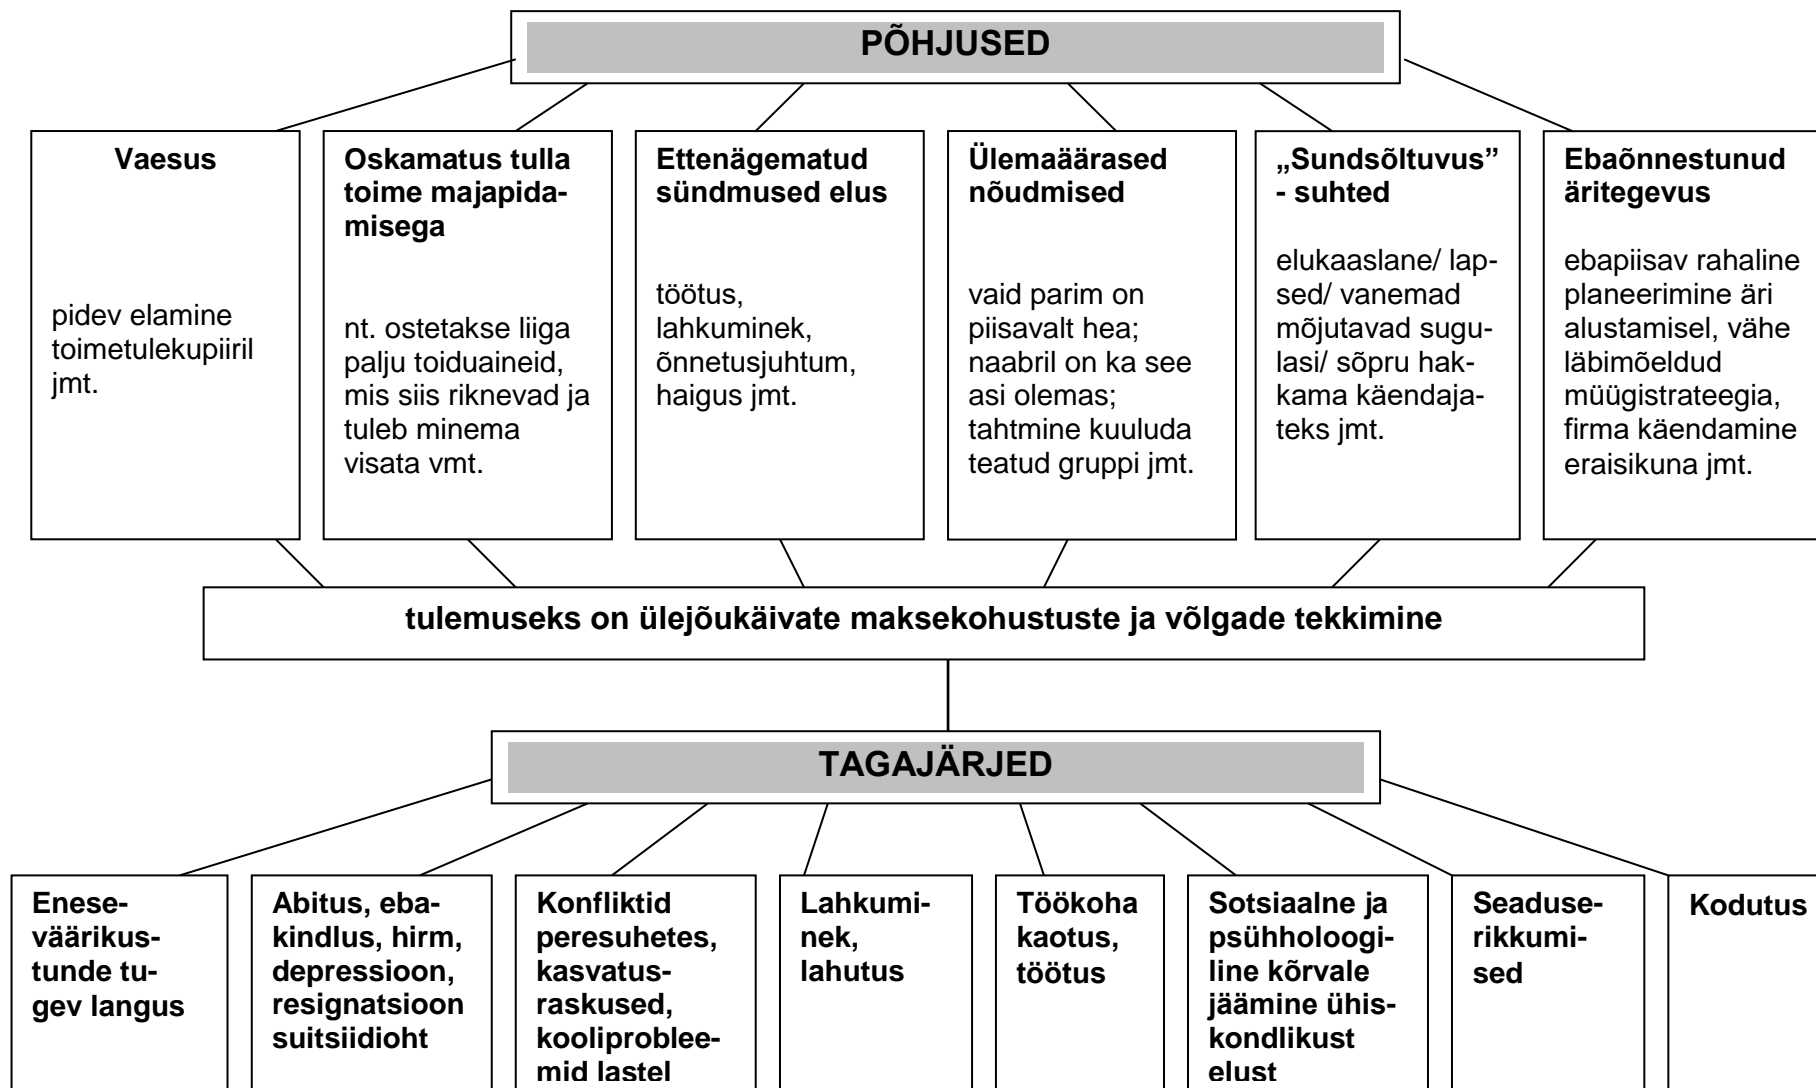 PÕHJUSED
Vaesus
pidev elamine
toimetulekupiiril
jmt.
Oskamatus tulla
toime majapida-
misega
nt. ostetakse liiga
palju toiduaineid,
mis siis riknevad ja
tuleb minema
visata vmt.
Ettenägematud
sündmused elus
töötus,
lahkuminek,
õnnetusjuhtum,
haigus jmt.
Ülemaäärased
nõudmised
vaid parim on
piisavalt hea;
naabril on ka see
asi olemas;
tahtmine kuuluda
teatud gruppi jmt.
„Sundsõltuvus”
- suhted
elukaaslane/ lap-
sed/ vanemad
mõjutavad sugu-
lasi/ sõpru hak-
kama käendaja-
teks jmt.
Ebaõnnestunud
äritegevus
ebapiisav rahaline
planeerimine äri
alustamisel, vähe
läbimõeldud
müügistrateegia,
firma käendamine
eraisikuna jmt.
tulemuseks on ülejõukäivate maksekohustuste ja võlgade tekkimine
TAGAJÄRJED
Enese-
väärikus-
tunde tu-
gev langus
Abitus, eba-
kindlus, hirm,
depressioon,
resignatsioon
suitsiidioht
Konfliktid
peresuhetes,
kasvatus-
raskused,
kooliproblee-
mid lastel
Lahkumi-
nek,
lahutus
Töökoha
kaotus,
töötus
Sotsiaalne ja
psühholoogi-
line kõrvale
jäämine ühis-
kondlikust
elust
Seaduse-
rikkumi-
sed
Kodutus